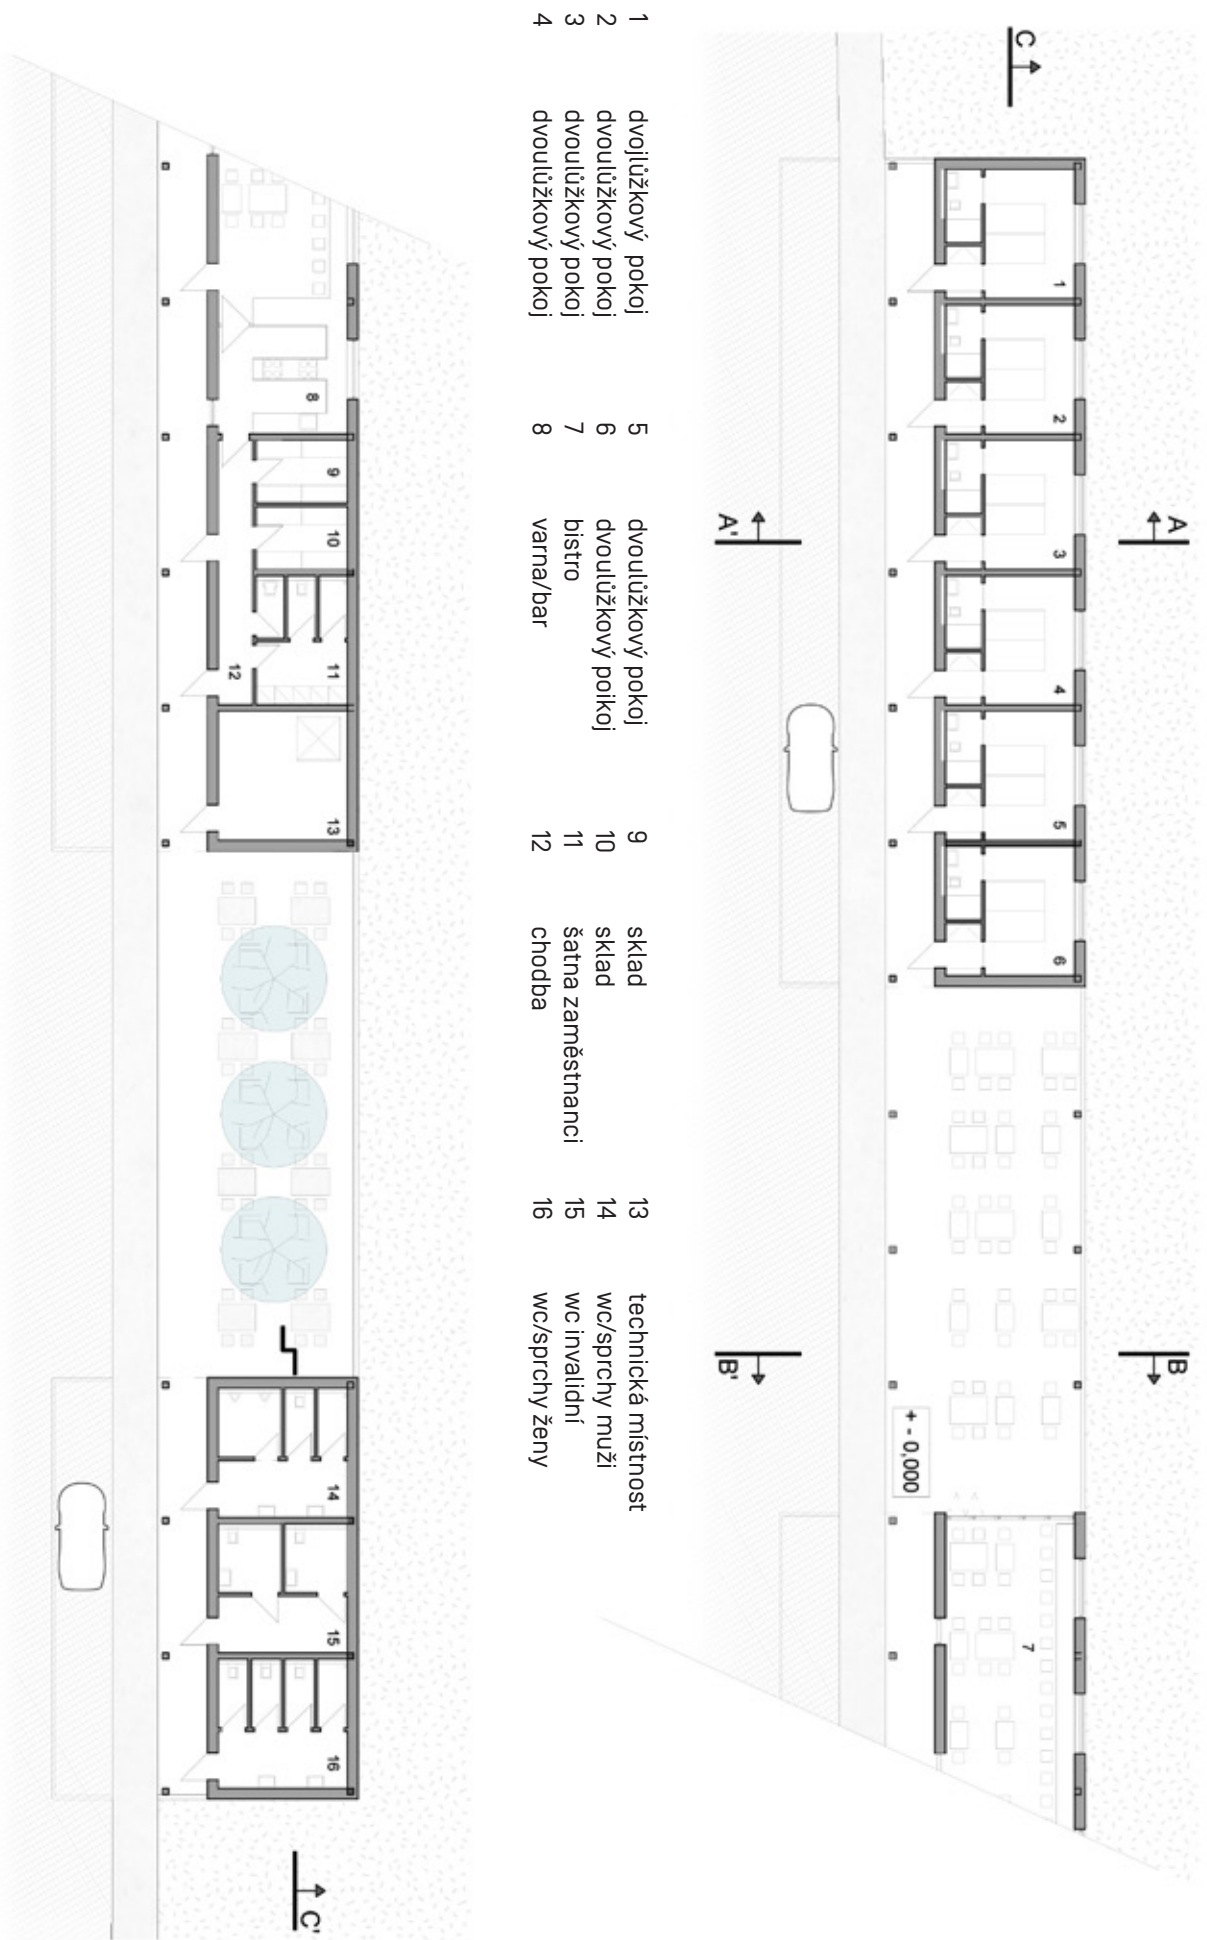 A B
1 2 3 4 5 6
7
C
+ - 0,000
A' B'
1 dvojlůžkový pokoj 5 dvoulůžkový pokoj 9 sklad 13 technická místnost
2 dvoulůžkový pokoj 6 dvoulůžkový poikoj 10 sklad 14 wc/sprchy muži
3 dvoulůžkový pokoj 7 bistro 11 šatna zaměstnanci 15 wc invalidní
4 dvoulůžkový pokoj 8 varna/bar 12 chodba 16 wc/sprchy ženy
9 10 11 13 14 15 16
8
C'
12